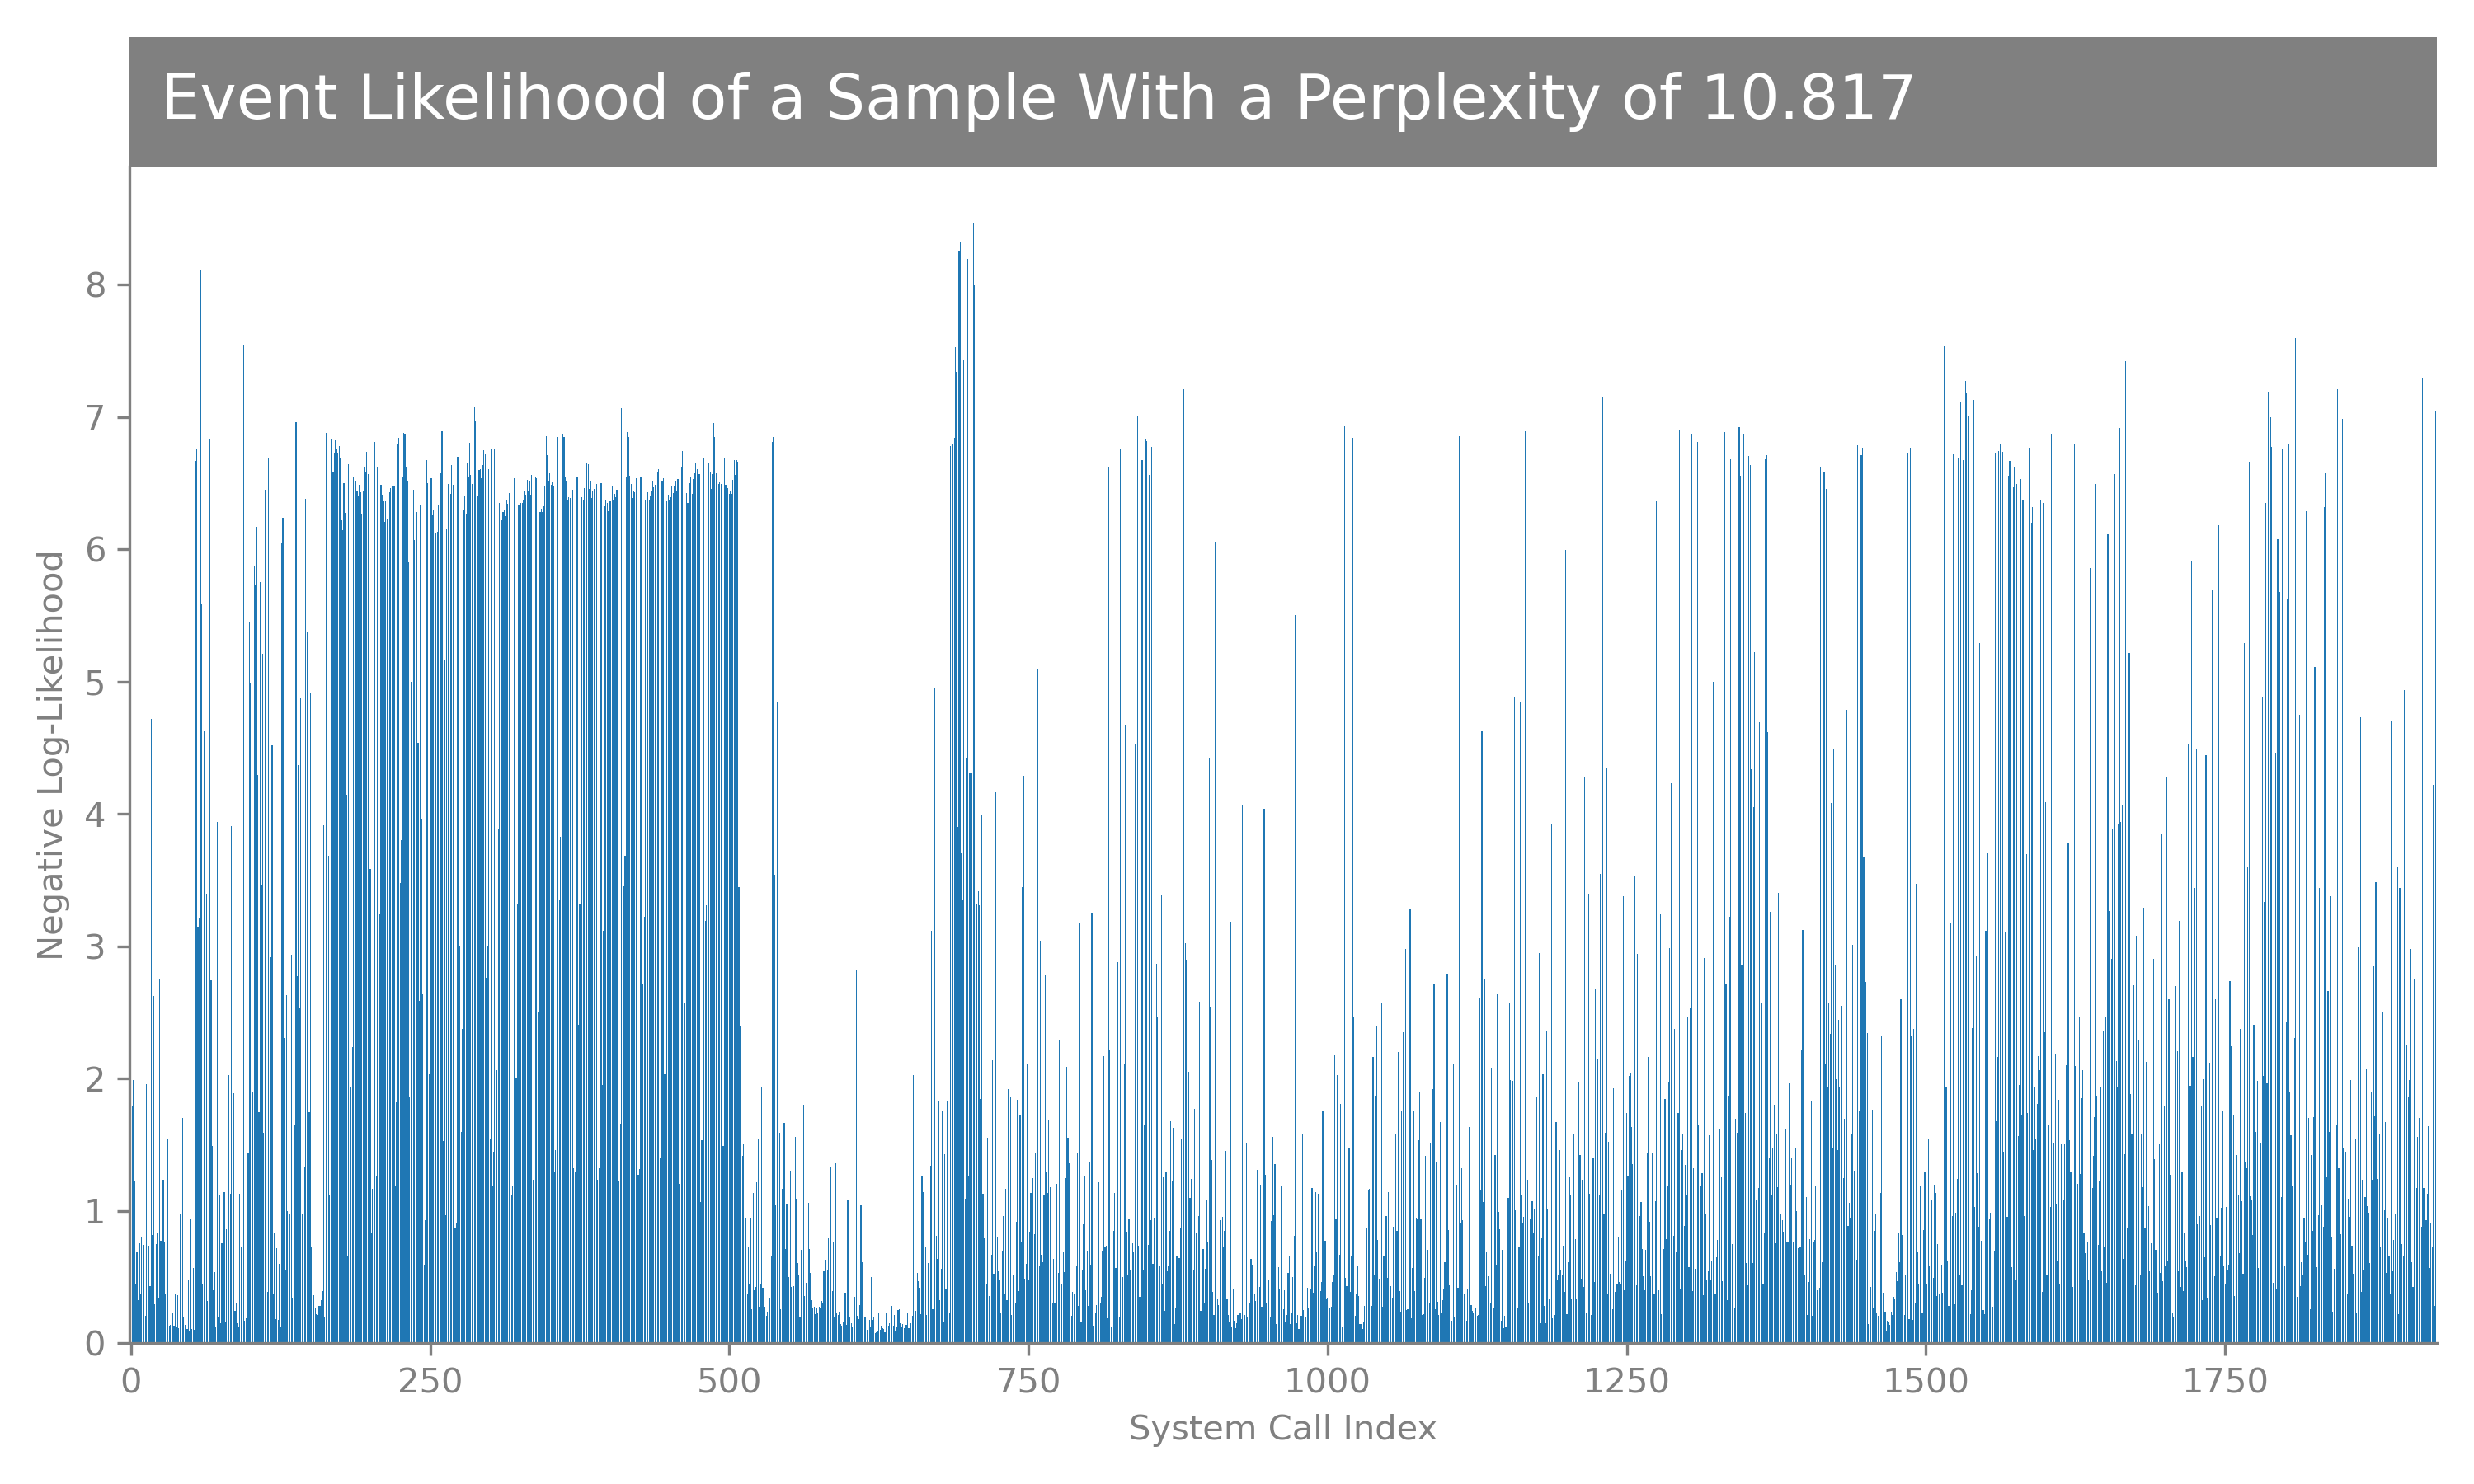 Event Likelihood of a Sample With a Perplexity of 10.817
Negative Log-Likelihood
8
7
6
5
4
3
2
1
0
0 250 500 750 1000 1250 1500 1750
System Call Index